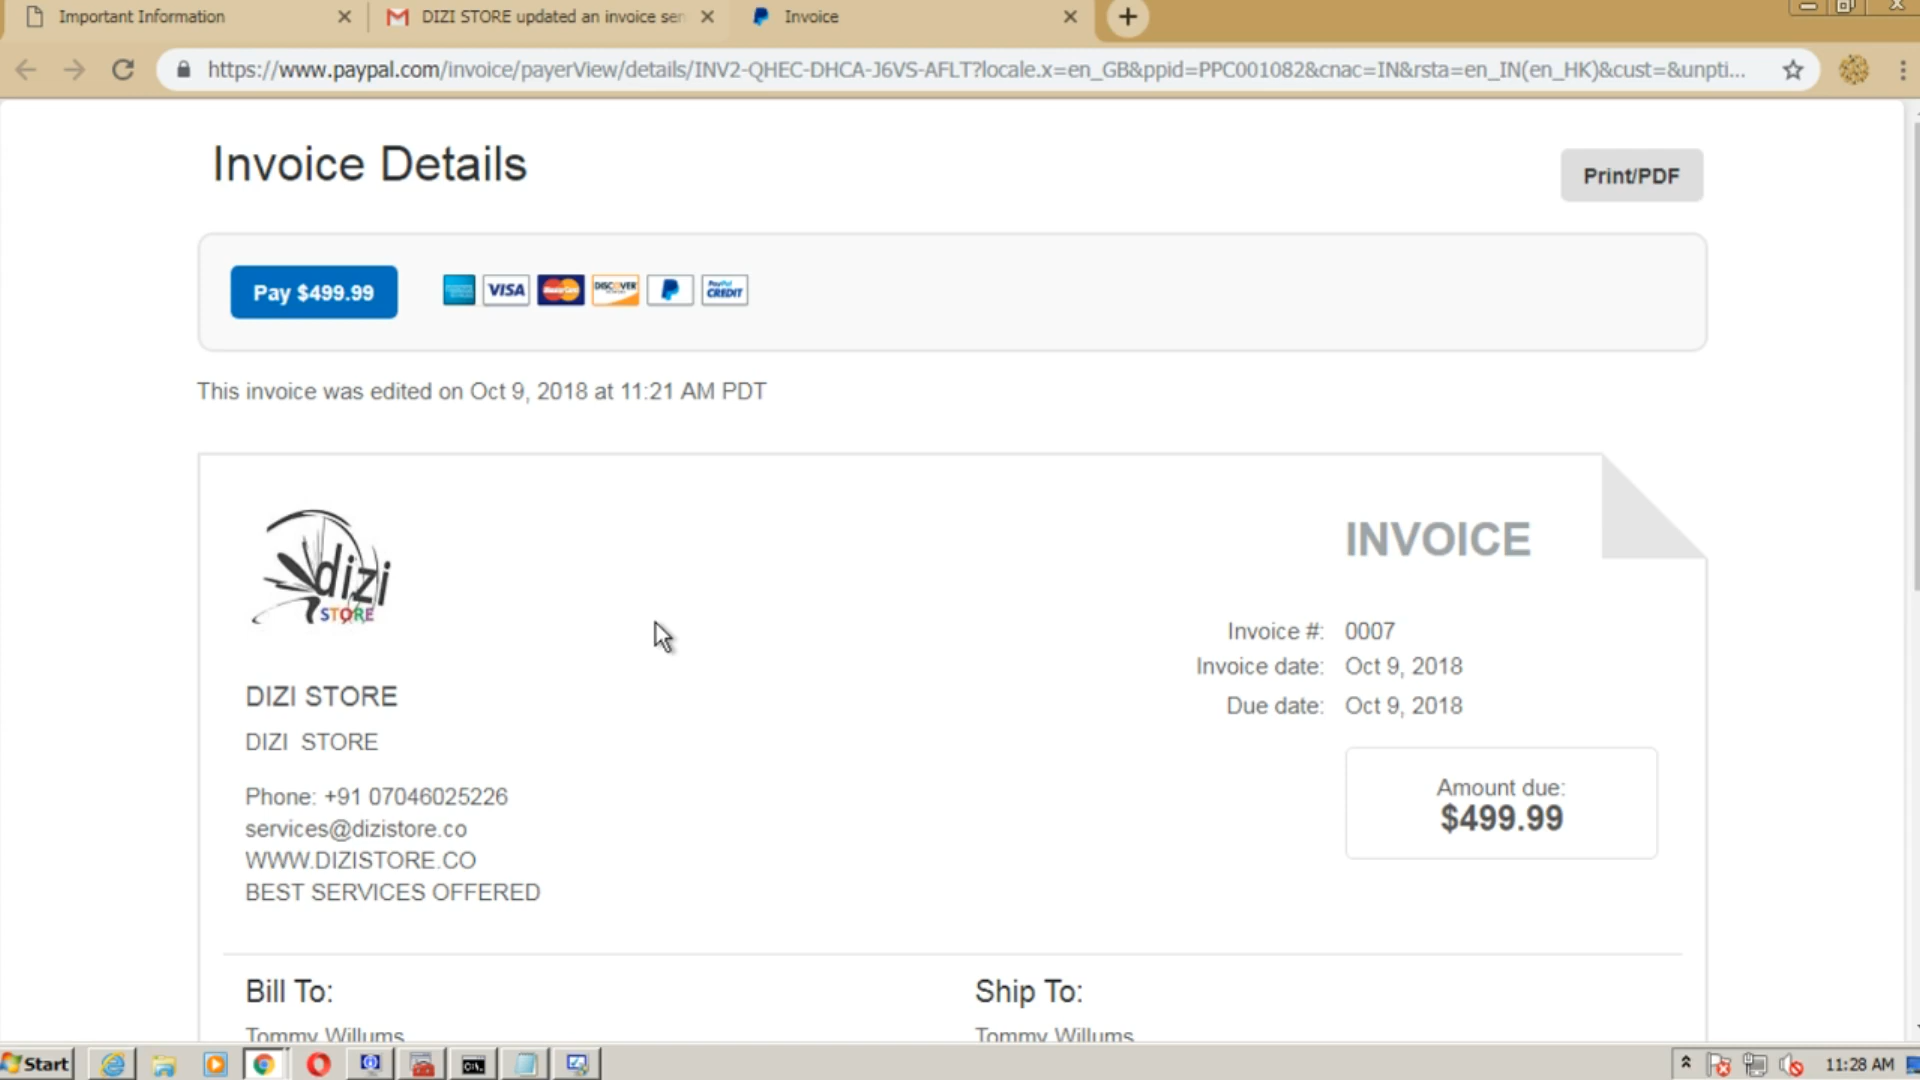 Important Information
DIZI STORE updated an invoice sen
Invoice
https://www.paypal.com/invoice/payerView/details/INV2-QHEC-DHCA-J6VS-AFLT?locale.x=en_GB&ppid=PPC001082&cnac=IN&rsta=en_IN(en_HK)&cust=&unpti...
Invoice Details
Print/PDF
Pay $499.99
VISA
MasterCard
DISCOVER
PayPal CREDIT
This invoice was edited on Oct 9, 2018 at 11:21 AM PDT
dizi
STORE
INVOICE
Invoice #: 0007
Invoice date: Oct 9, 2018
Due date: Oct 9, 2018
Amount due:
$499.99
DIZI STORE
DIZI STORE
Phone: +91 07046025226
services@dizistore.co
WWW.DIZISTORE.CO
BEST SERVICES OFFERED
Bill To:
Ship To:
Tommy Willums
Tommy Willums
Start
11:28 AM